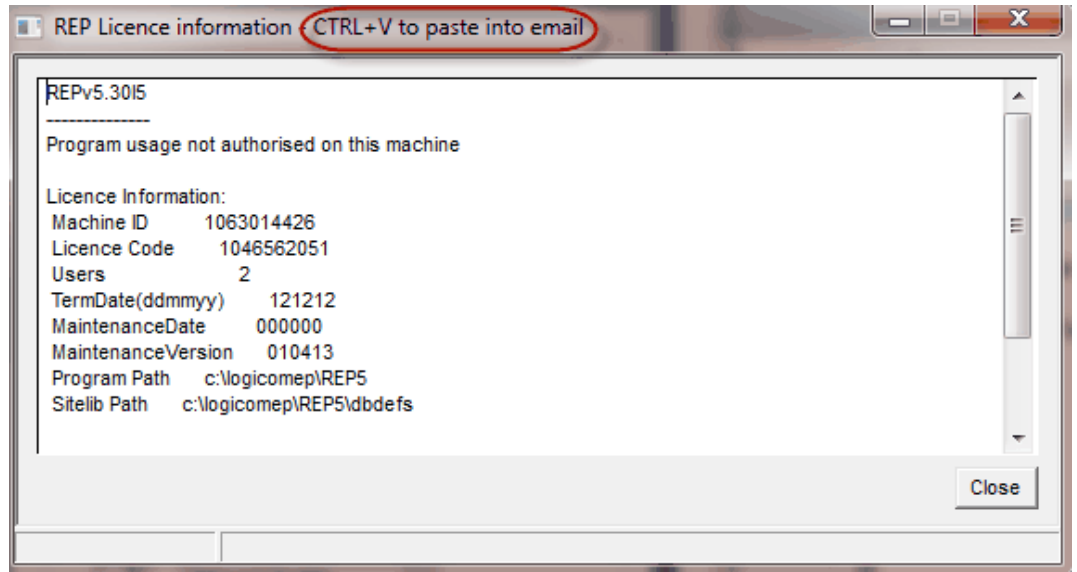 REP Licence information - CTRL+V to paste into email
REPv5.30I5
--------------
Program usage not authorised on this machine
Licence Information:
Machine ID 1063014426
Licence Code 1046562051
Users 2
TermDate(ddmmyy) 121212
MaintenanceDate 000000
MaintenanceVersion 010413
Program Path c:\logicomep\REP5
Sitelib Path c:\logicomep\REP5\dbdefs
Close